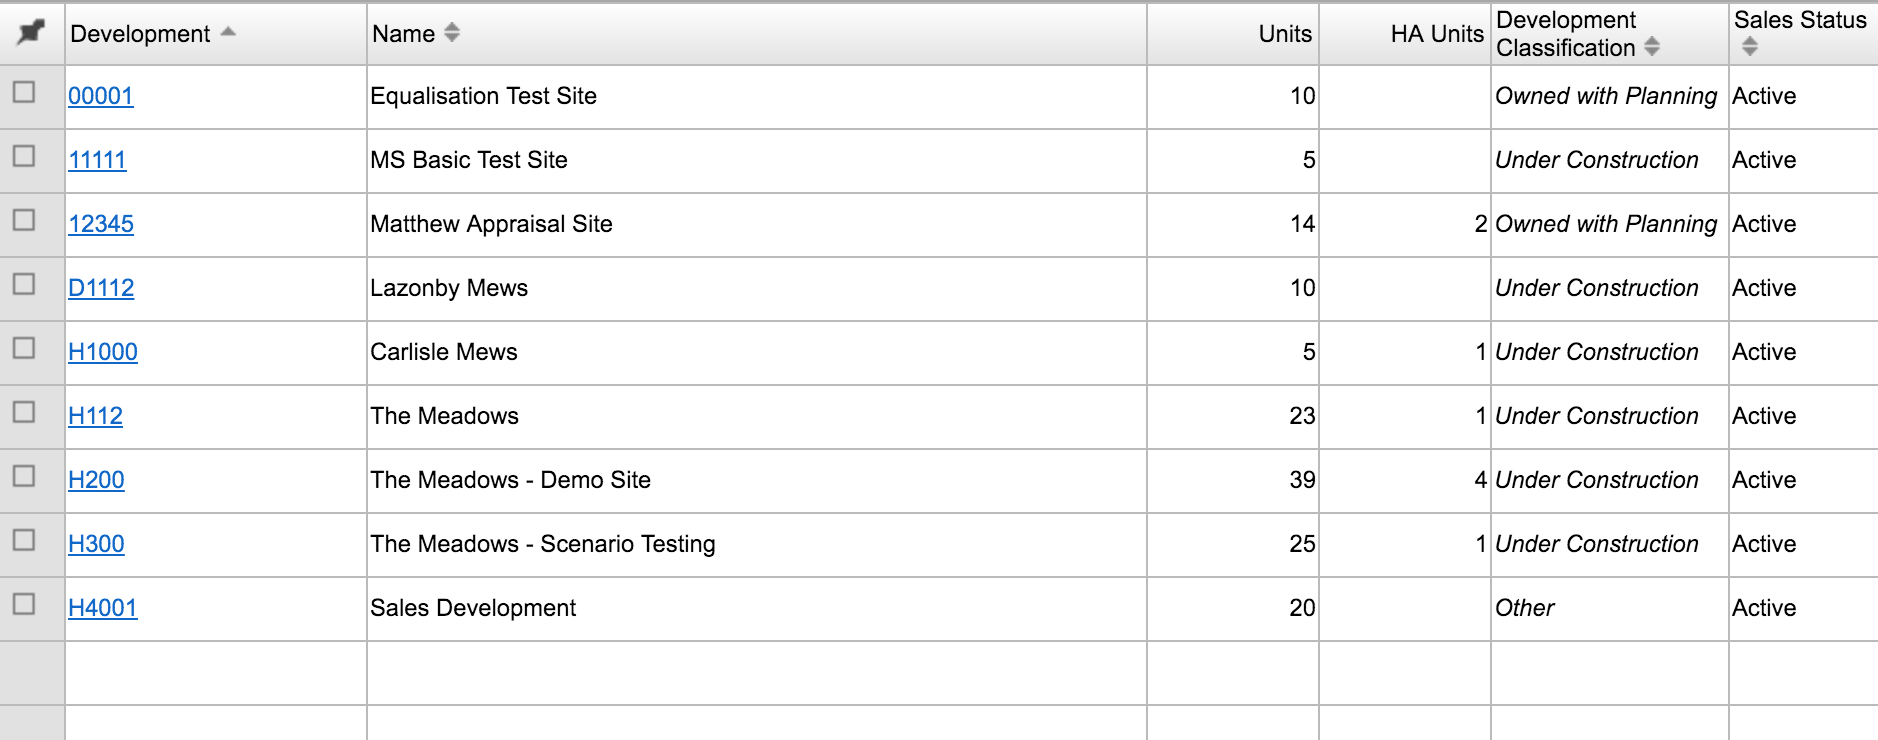 Development Name Units HA Units Development Classification Sales Status
00001 Equalisation Test Site 10 Owned with Planning Active
11111 MS Basic Test Site 5 Under Construction Active
12345 Matthew Appraisal Site 14 2 Owned with Planning Active
D1112 Lazonby Mews 10 Under Construction Active
H1000 Carlisle Mews 5 1 Under Construction Active
H112 The Meadows 23 1 Under Construction Active
H200 The Meadows - Demo Site 39 4 Under Construction Active
H300 The Meadows - Scenario Testing 25 1 Under Construction Active
H4001 Sales Development 20 Other Active